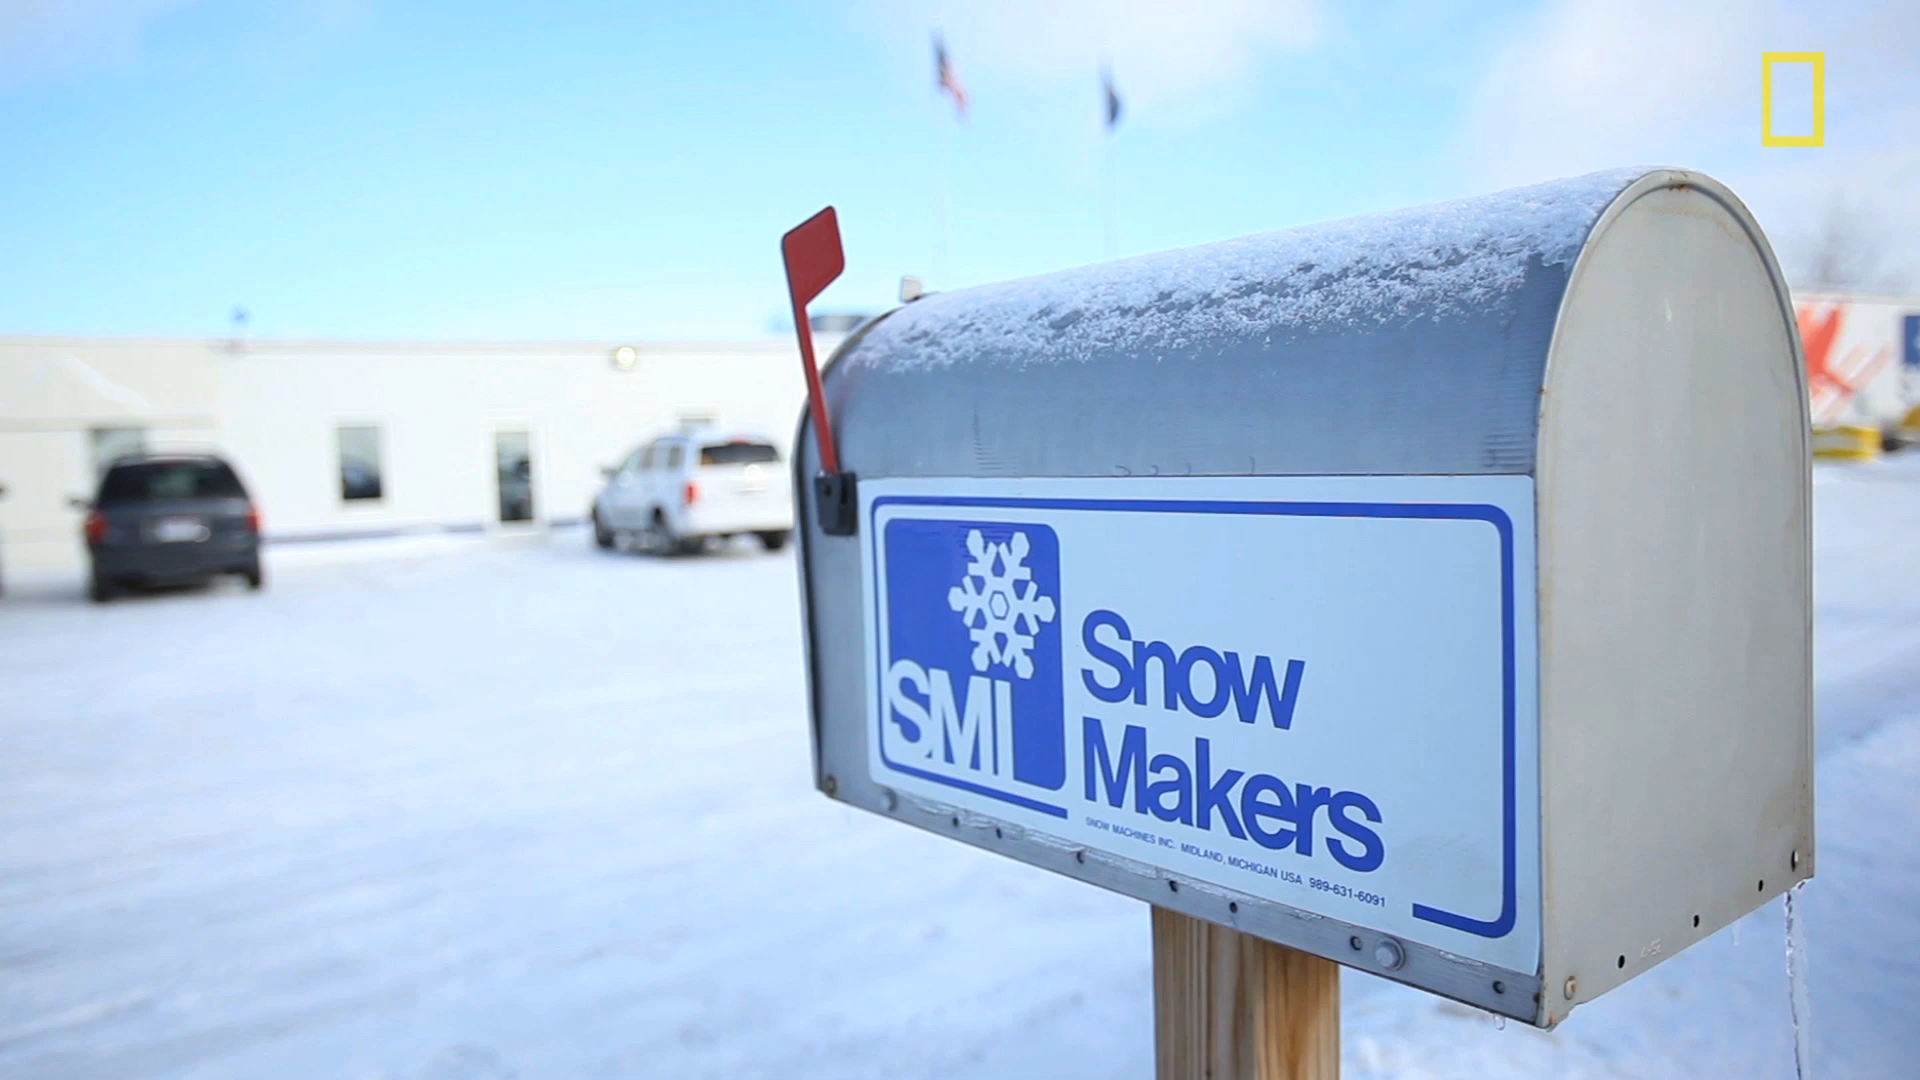 SMI
Snow
Makers
SNOW MACHINES INC. MIDLAND, MICHIGAN USA 989-631-6091